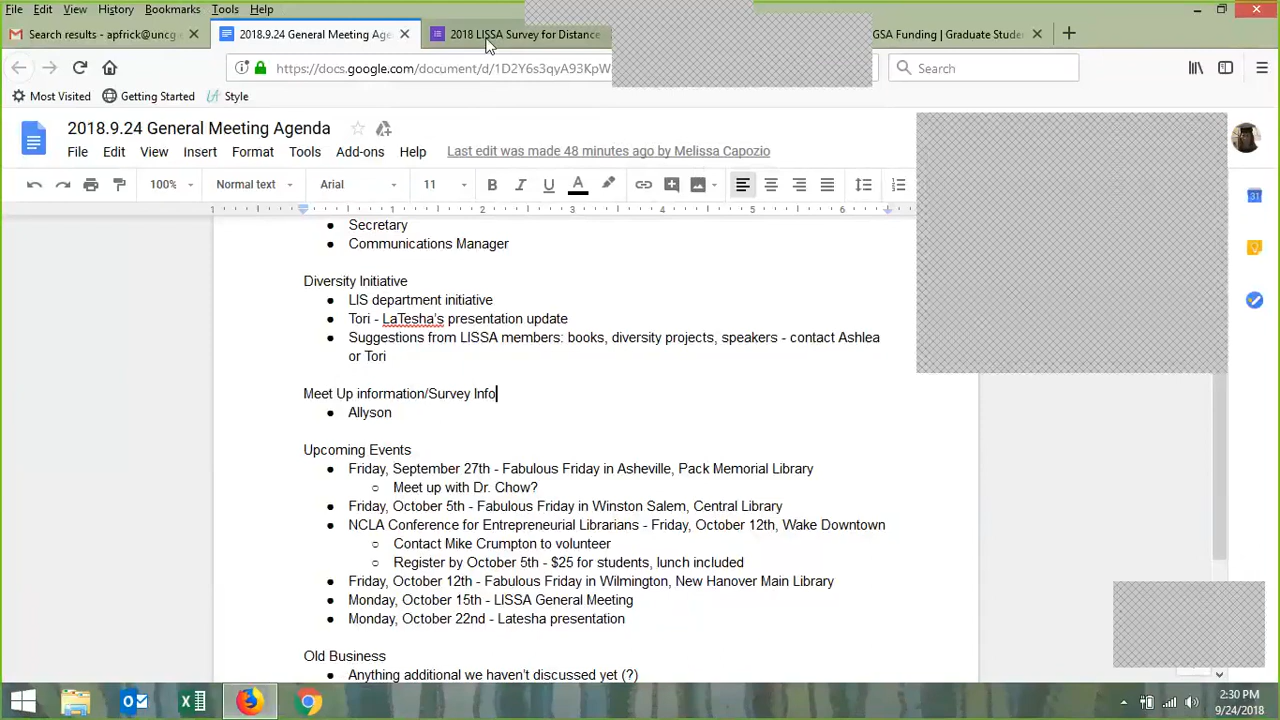 File Edit View History Bookmarks Tools Help
Search results - apfrick@uncg 2018.9.24 General Meeting Age 2018 LISSA Survey for Distance GSA Funding | Graduate Studen
https://docs.google.com/document/d/1D2Y6s3qyA93KpW Search
Most Visited Getting Started Style
2018.9.24 General Meeting Agenda
File Edit View Insert Format Tools Add-ons Help Last edit was made 48 minutes ago by Melissa Capozio
100% Normal text Arial 11 B I U A
1 1 2 3 4 5 6
● Secretary
● Communications Manager
Diversity Initiative
● LIS department initiative
● Tori - LaTesha's presentation update
● Suggestions from LISSA members: books, diversity projects, speakers - contact Ashlea
or Tori
Meet Up information/Survey Info
● Allyson
Upcoming Events
● Friday, September 27th - Fabulous Friday in Asheville, Pack Memorial Library
○ Meet up with Dr. Chow?
● Friday, October 5th - Fabulous Friday in Winston Salem, Central Library
● NCLA Conference for Entrepreneurial Librarians - Friday, October 12th, Wake Downtown
○ Contact Mike Crumpton to volunteer
○ Register by October 5th - $25 for students, lunch included
● Friday, October 12th - Fabulous Friday in Wilmington, New Hanover Main Library
● Monday, October 15th - LISSA General Meeting
● Monday, October 22nd - Latesha presentation
Old Business
● Anything additional we haven't discussed yet (?)
2:30 PM
9/24/2018